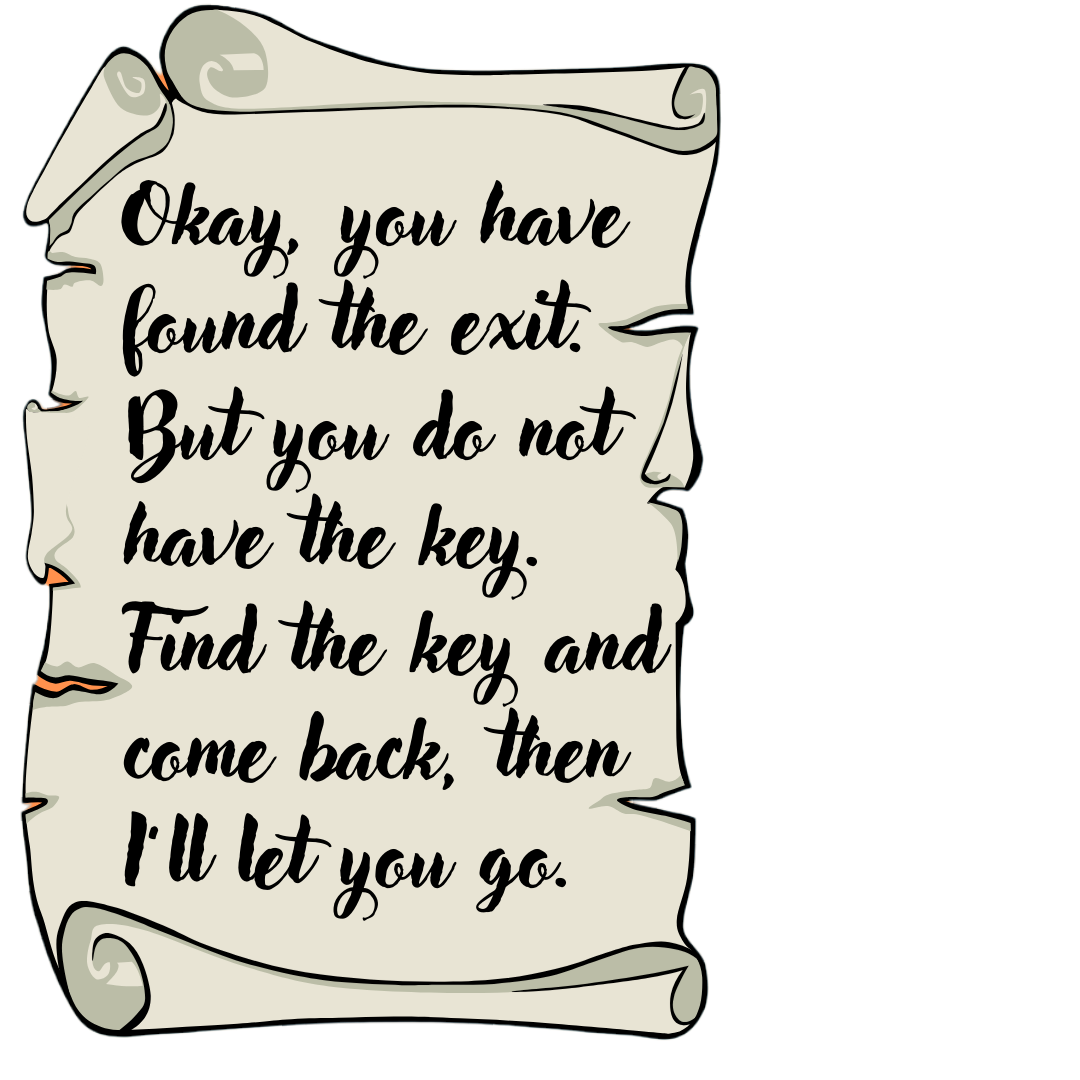 Okay, you have
found the exit.
But you do not
have the key.
Find the key and
come back, then
I'll let you go.